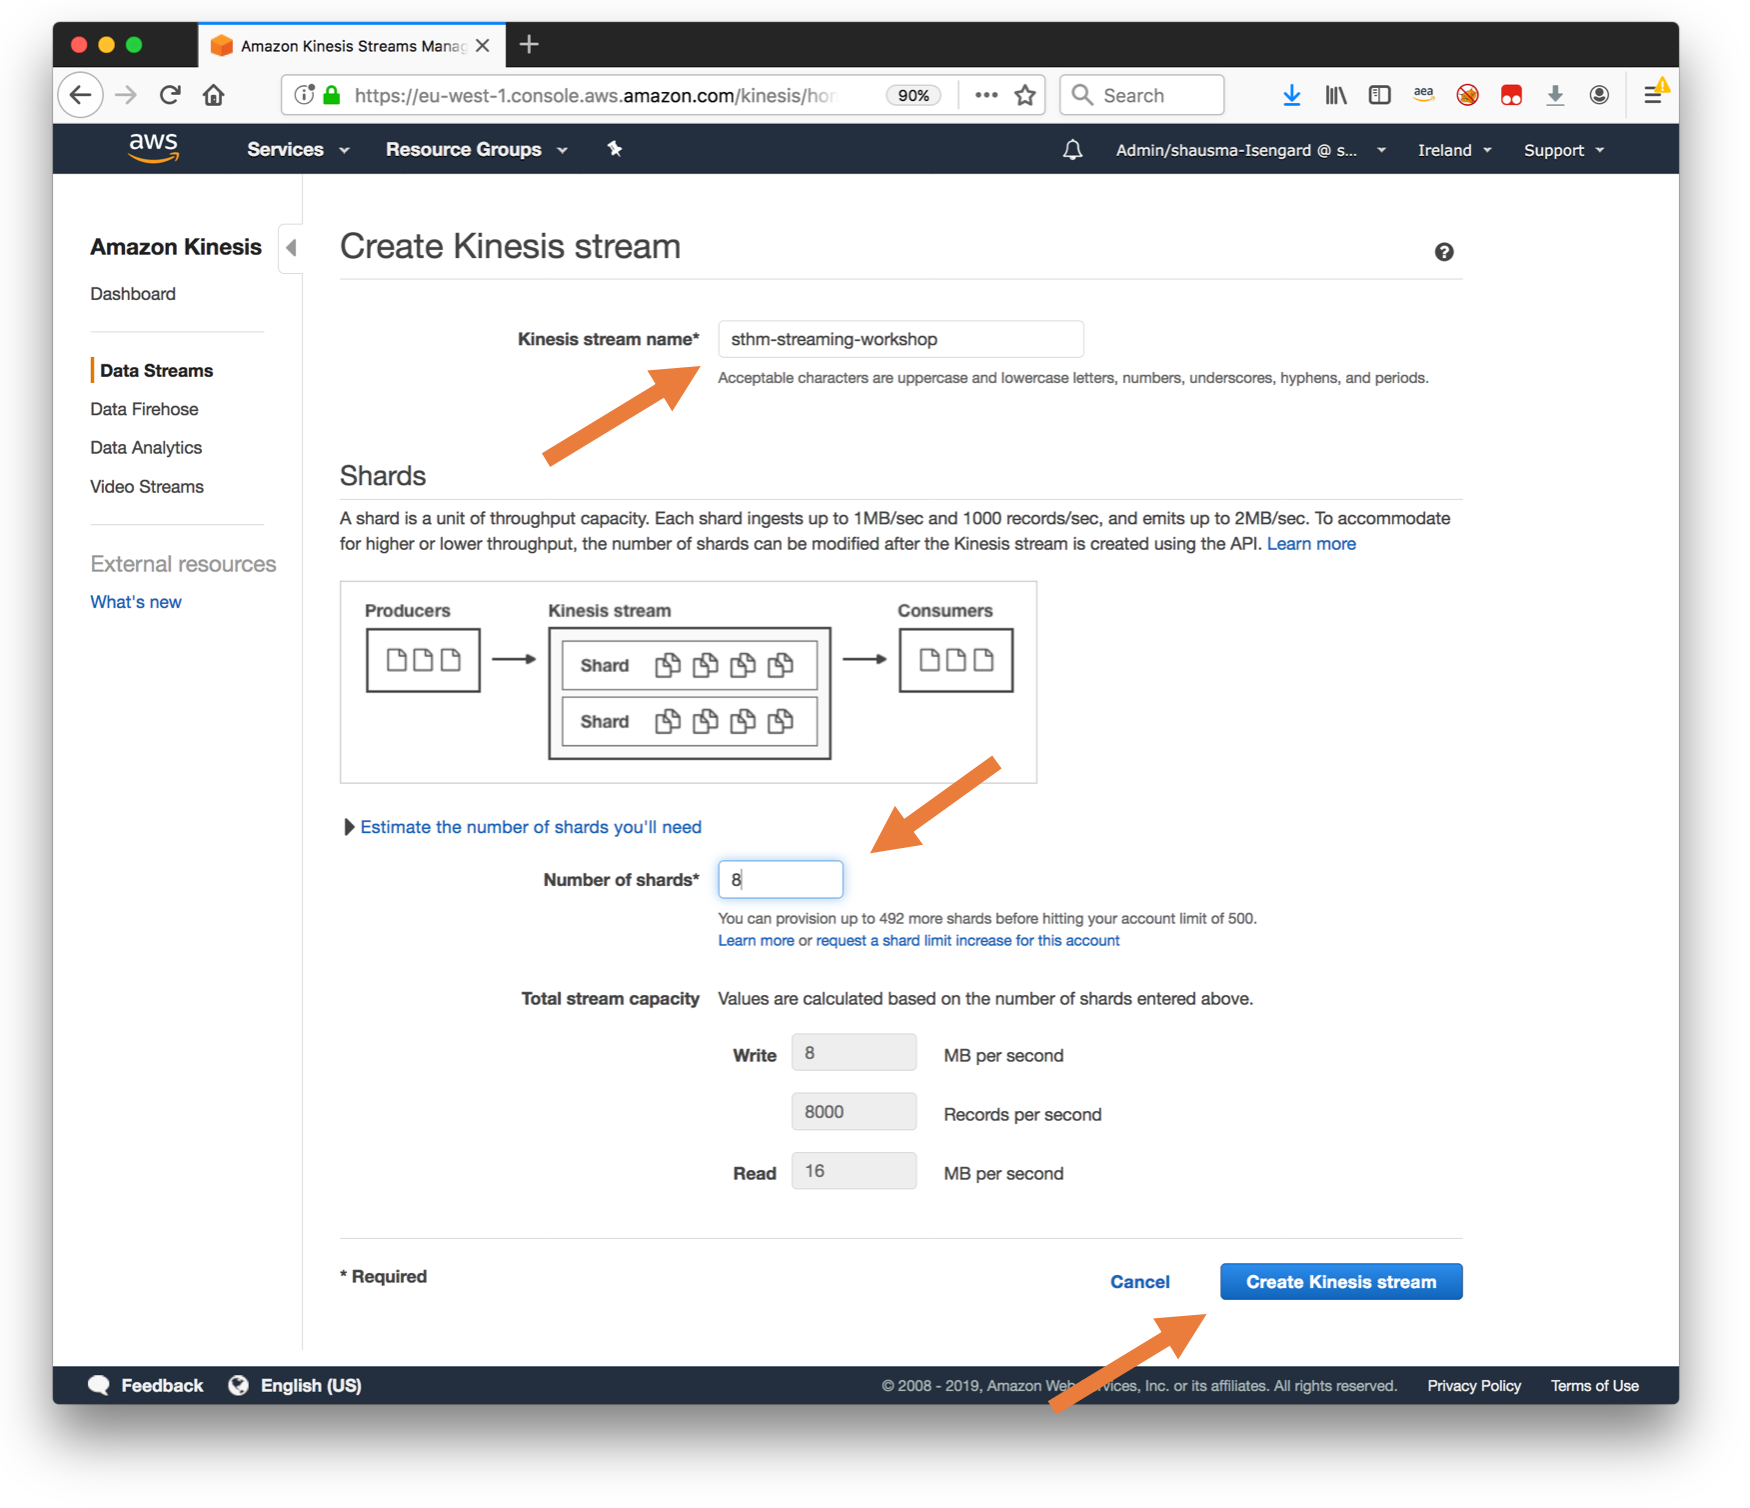 Amazon Kinesis Streams Manag
https://eu-west-1.console.aws.amazon.com/kinesis/hor
90%
Search
aea
aws
Services
Resource Groups
Admin/shausma-Isengard @ s...
Ireland
Support
Amazon Kinesis
Dashboard
Data Streams
Data Firehose
Data Analytics
Video Streams
External resources
What's new
Create Kinesis stream
Kinesis stream name*
sthm-streaming-workshop
Acceptable characters are uppercase and lowercase letters, numbers, underscores, hyphens, and periods.
Shards
A shard is a unit of throughput capacity. Each shard ingests up to 1MB/sec and 1000 records/sec, and emits up to 2MB/sec. To accommodate
for higher or lower throughput, the number of shards can be modified after the Kinesis stream is created using the API. Learn more
Producers
Kinesis stream
Consumers
Shard
Shard
Estimate the number of shards you'll need
Number of shards*
8
You can provision up to 492 more shards before hitting your account limit of 500.
Learn more or request a shard limit increase for this account
Total stream capacity
Values are calculated based on the number of shards entered above.
Write
8
MB per second
8000
Records per second
Read
16
MB per second
* Required
Cancel
Create Kinesis stream
Feedback
English (US)
© 2008 - 2019, Amazon Web vices, Inc. or its affiliates. All rights reserved.
Privacy Policy
Terms of Use